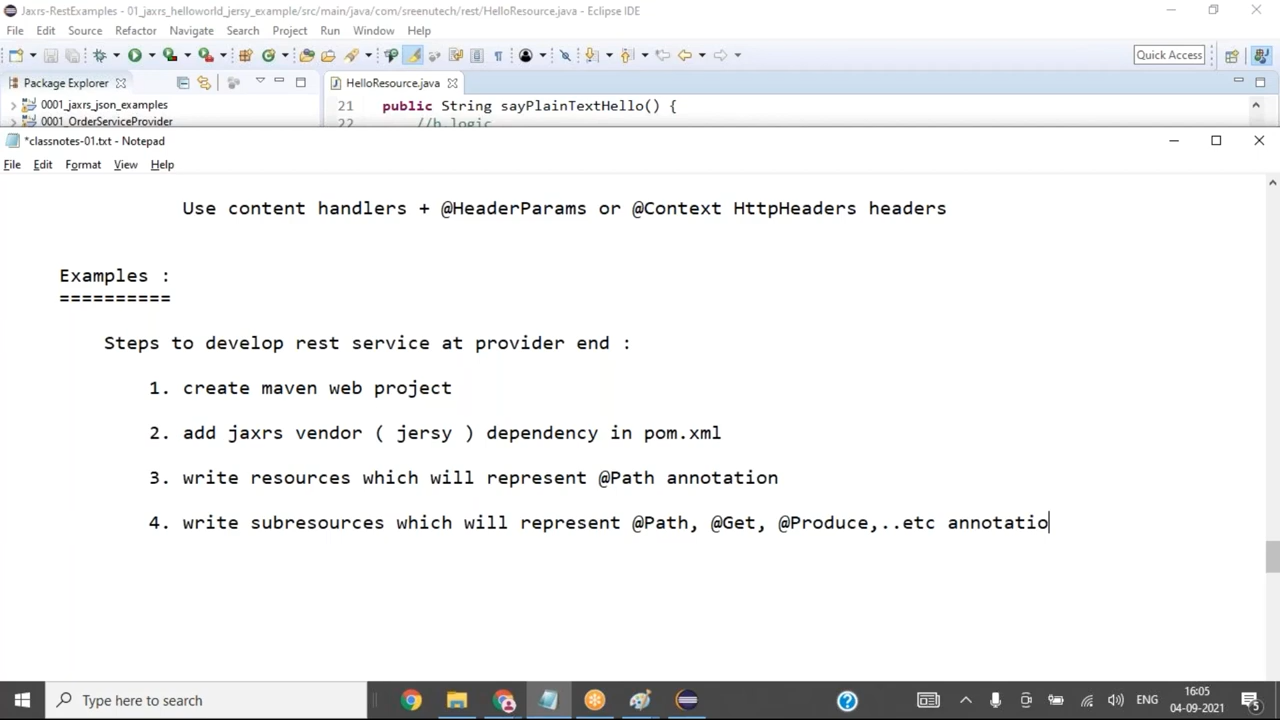 Jaxrs-RestExamples - 01_jaxrs_helloworld_jersy_example/src/main/java/com/sreenutech/rest/HelloResource.java - Eclipse IDE
File Edit Source Refactor Navigate Search Project Run Window Help
Quick Access
Package Explorer
HelloResource.java
0001_jaxrs_json_examples
21 public String sayPlainTextHello() {
0001_OrderServiceProvider
22 //b.logic
*classnotes-01.txt - Notepad
File Edit Format View Help
Use content handlers + @HeaderParams or @Context HttpHeaders headers
Examples :
==========
Steps to develop rest service at provider end :
1. create maven web project
2. add jaxrs vendor ( jersy ) dependency in pom.xml
3. write resources which will represent @Path annotation
4. write subresources which will represent @Path, @Get, @Produce,..etc annotatio
Type here to search
ENG
16:05
04-09-2021
5